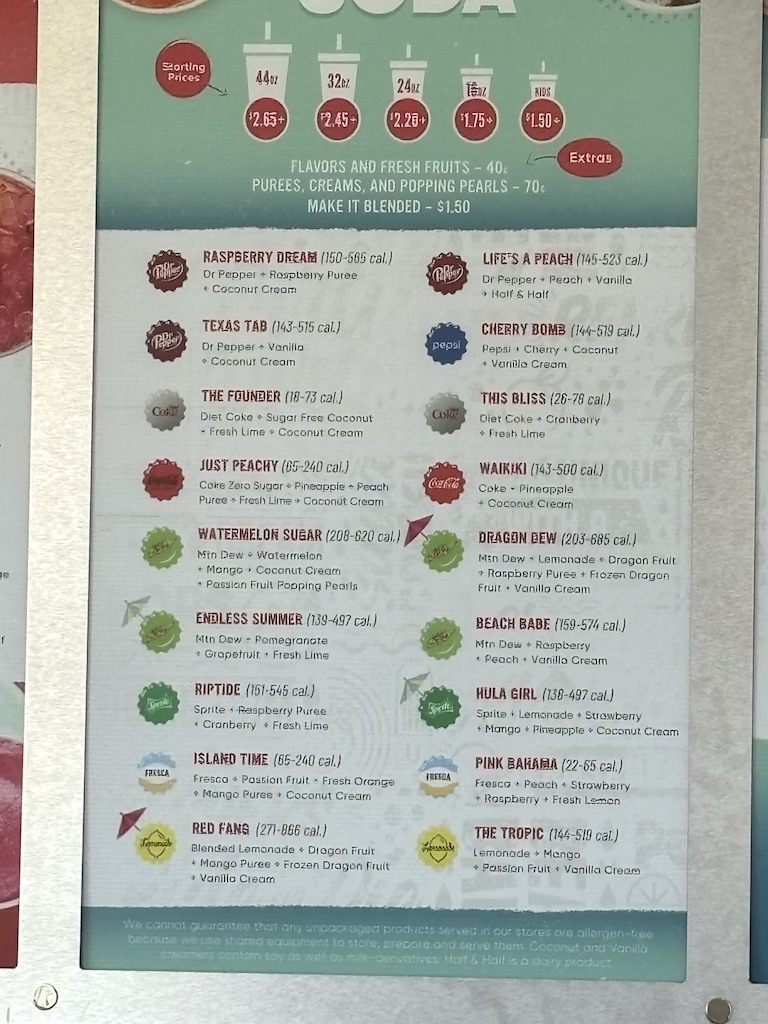 SODA
Starting
Prices
44oz
32oz
24oz
16oz
KIDS
$2.65+
$2.45+
$2.20+
$1.75+
$1.50+
Extras
FLAVORS AND FRESH FRUITS – 40¢
PUREES, CREAMS, AND POPPING PEARLS – 70¢
MAKE IT BLENDED – $1.50
Dr Pepper
RASPBERRY DREAM (150-565 cal.)
Dr Pepper + Raspberry Puree
+ Coconut Cream
Dr Pepper
TEXAS TAB (143-515 cal.)
Dr Pepper + Vanilla
+ Coconut Cream
Coke
THE FOUNDER (18-73 cal.)
Diet Coke + Sugar Free Coconut
+ Fresh Lime + Coconut Cream
JUST PEACHY (65-240 cal.)
Coke Zero Sugar + Pineapple + Peach
Puree + Fresh Lime + Coconut Cream
WATERMELON SUGAR (208-620 cal.)
Mtn Dew + Watermelon
+ Mango + Coconut Cream
+ Passion Fruit Popping Pearls
ENDLESS SUMMER (139-497 cal.)
Mtn Dew + Pomegranate
+ Grapefruit + Fresh Lime
Sprite
RIPTIDE (151-545 cal.)
Sprite + Raspberry Puree
+ Cranberry + Fresh Lime
FRESCA
ISLAND TIME (65-240 cal.)
Fresca + Passion Fruit + Fresh Orange
+ Mango Puree + Coconut Cream
Lemonade
RED FANG (271-866 cal.)
Blended Lemonade + Dragon Fruit
+ Mango Puree + Frozen Dragon Fruit
+ Vanilla Cream
Dr Pepper
LIFE'S A PEACH (145-523 cal.)
Dr Pepper + Peach + Vanilla
+ Half & Half
pepsi
CHERRY BOMB (144-519 cal.)
Pepsi + Cherry + Coconut
+ Vanilla Cream
Coke
THIS BLISS (26-76 cal.)
Diet Coke + Cranberry
+ Fresh Lime
Coca-Cola
WAIKIKI (143-500 cal.)
Coke + Pineapple
+ Coconut Cream
DRAGON DEW (203-685 cal.)
Mtn Dew + Lemonade + Dragon Fruit
+ Raspberry Puree + Frozen Dragon
Fruit + Vanilla Cream
BEACH BABE (159-574 cal.)
Mtn Dew + Raspberry
+ Peach + Vanilla Cream
Sprite
HULA GIRL (138-497 cal.)
Sprite + Lemonade + Strawberry
+ Mango + Pineapple + Coconut Cream
FRESCA
PINK BAHAMA (22-65 cal.)
Fresca + Peach + Strawberry
+ Raspberry + Fresh Lemon
Lemonade
THE TROPIC (144-519 cal.)
Lemonade + Mango
+ Passion Fruit + Vanilla Cream
We cannot guarantee that any unpackaged products served in our stores are allergen-free
because we use shared equipment to store, prepare and serve them. Coconut and Vanilla
creamers contain soy as well as milk-derivatives. Half & Half is a dairy product.